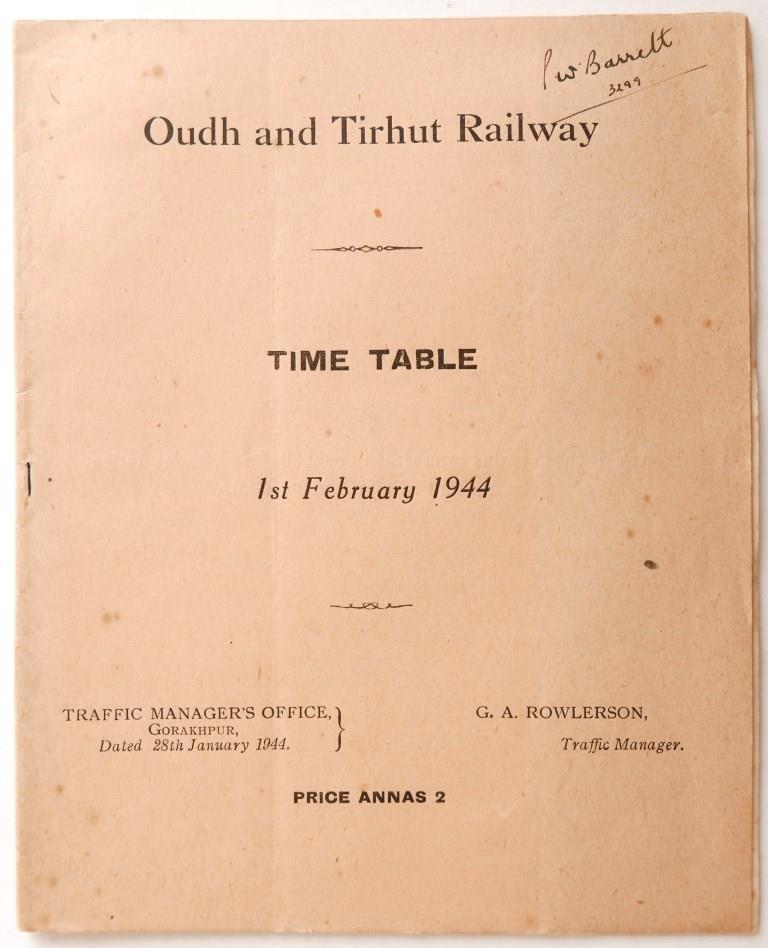 P W Barrett
3299
Oudh and Tirhut Railway
TIME TABLE
1st February 1944
TRAFFIC MANAGER'S OFFICE,
GORAKHPUR,
Dated 28th January 1944.
G. A. ROWLERSON,
Traffic Manager.
PRICE ANNAS 2